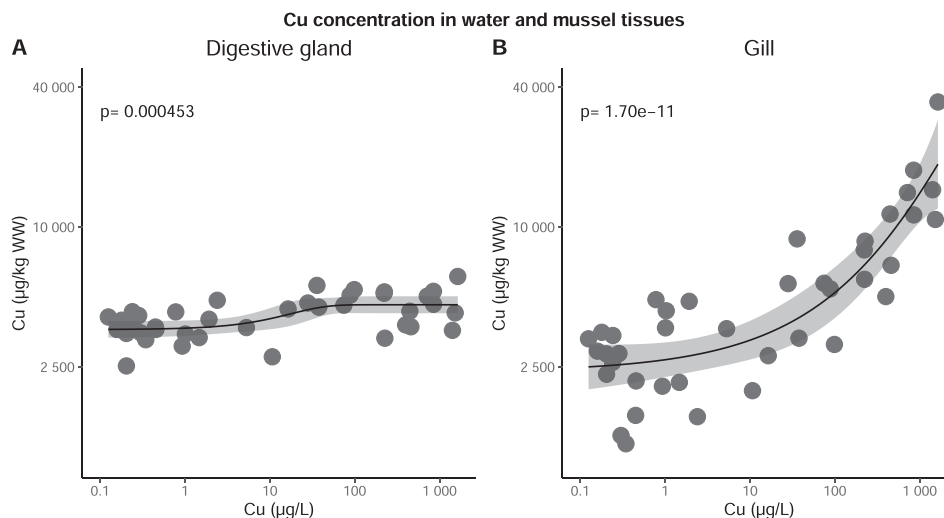 Cu concentration in water and mussel tissues
A
Digestive gland
40 000
10 000
2 500
Cu (µg/kg WW)
p= 0.000453
0.1 1 10 100 1 000
Cu (µg/L)
B
Gill
40 000
10 000
2 500
Cu (µg/kg WW)
p= 1.70e−11
0.1 1 10 100 1 000
Cu (µg/L)